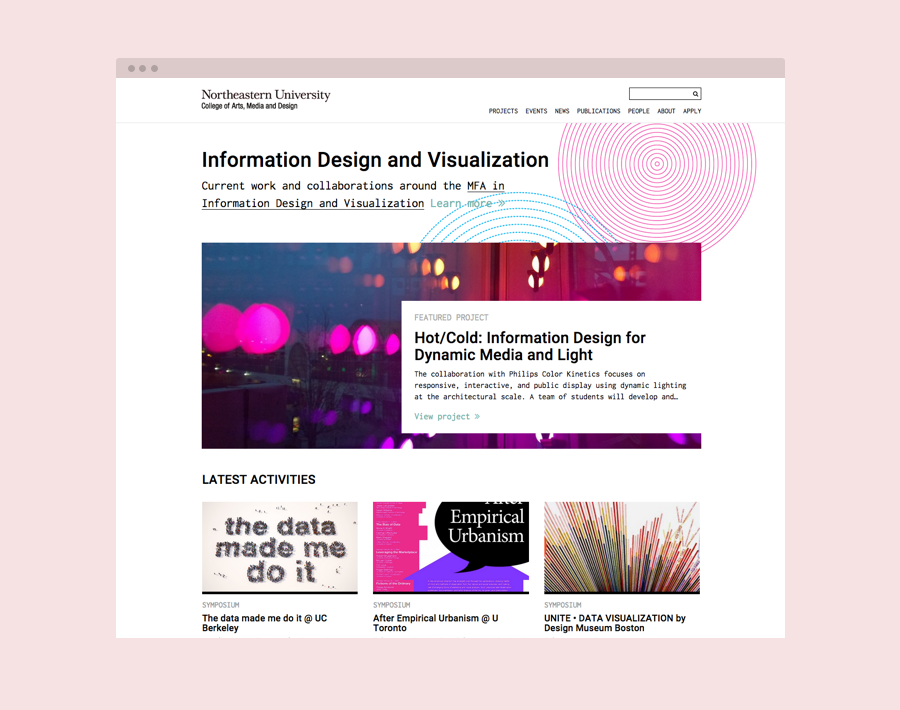 Northeastern University
College of Arts, Media and Design
PROJECTS EVENTS NEWS PUBLICATIONS PEOPLE ABOUT APPLY
Information Design and Visualization
Current work and collaborations around the MFA in
Information Design and Visualization Learn more »
FEATURED PROJECT
Hot/Cold: Information Design for
Dynamic Media and Light
The collaboration with Philips Color Kinetics focuses on
responsive, interactive, and public display using dynamic lighting
at the architectural scale. A team of students will develop and…
View project »
LATEST ACTIVITIES
the data
made me
do it
After
Empirical
Urbanism
SYMPOSIUM
The data made me do it @ UC
Berkeley
SYMPOSIUM
After Empirical Urbanism @ U
Toronto
SYMPOSIUM
UNITE • DATA VISUALIZATION by
Design Museum Boston